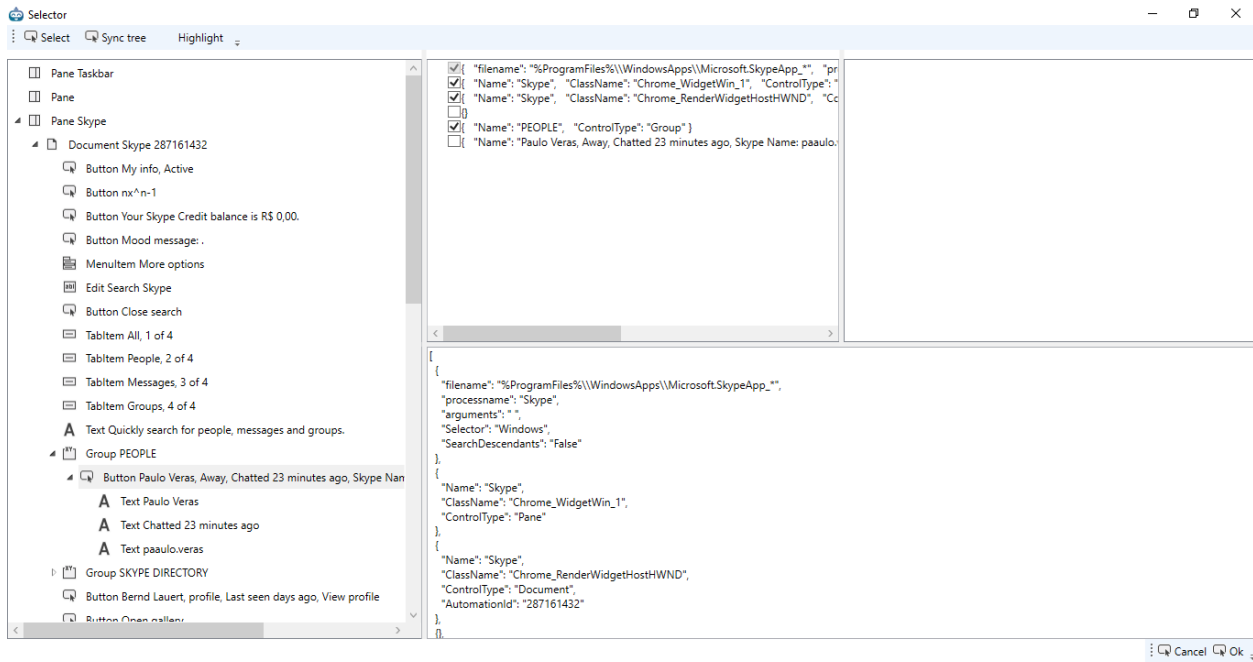 Selector
Select Sync tree Highlight
Pane Taskbar
Pane
Pane Skype
Document Skype 287161432
Button My info, Active
Button nx^n-1
Button Your Skype Credit balance is R$ 0,00.
Button Mood message: .
MenuItem More options
Edit Search Skype
Button Close search
TabItem All, 1 of 4
TabItem People, 2 of 4
TabItem Messages, 3 of 4
TabItem Groups, 4 of 4
Text Quickly search for people, messages and groups.
Group PEOPLE
Button Paulo Veras, Away, Chatted 23 minutes ago, Skype Nan
Text Paulo Veras
Text Chatted 23 minutes ago
Text paaulo.veras
Group SKYPE DIRECTORY
Button Bernd Lauert, profile, Last seen days ago, View profile
Button Open gallery
{ "filename": "%ProgramFiles%\\WindowsApps\\Microsoft.SkypeApp_*", "pr
{ "Name": "Skype", "ClassName": "Chrome_WidgetWin_1", "ControlType": "
{ "Name": "Skype", "ClassName": "Chrome_RenderWidgetHostHWND", "Cc
{}
{ "Name": "PEOPLE", "ControlType": "Group" }
{ "Name": "Paulo Veras, Away, Chatted 23 minutes ago, Skype Name: paaulo.
[
{
"filename": "%ProgramFiles%\\WindowsApps\\Microsoft.SkypeApp_*",
"processname": "Skype",
"arguments": " ",
"Selector": "Windows",
"SearchDescendants": "False"
},
{
"Name": "Skype",
"ClassName": "Chrome_WidgetWin_1",
"ControlType": "Pane"
},
{
"Name": "Skype",
"ClassName": "Chrome_RenderWidgetHostHWND",
"ControlType": "Document",
"AutomationId": "287161432"
},
{},
Cancel Ok